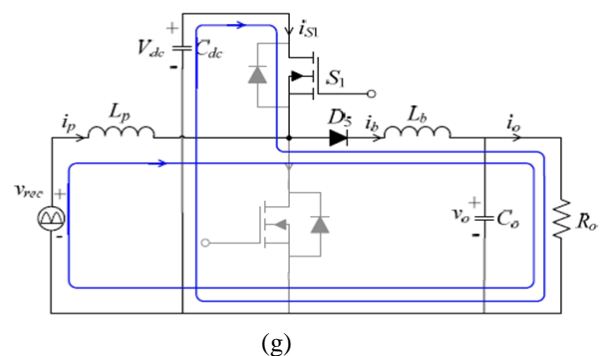 +
V_dc
C_dc
-
i_S1
S_1
i_p
L_p
D_5
i_b
L_b
i_o
v_rec
+
-
+
v_o
-
C_o
R_o
(g)